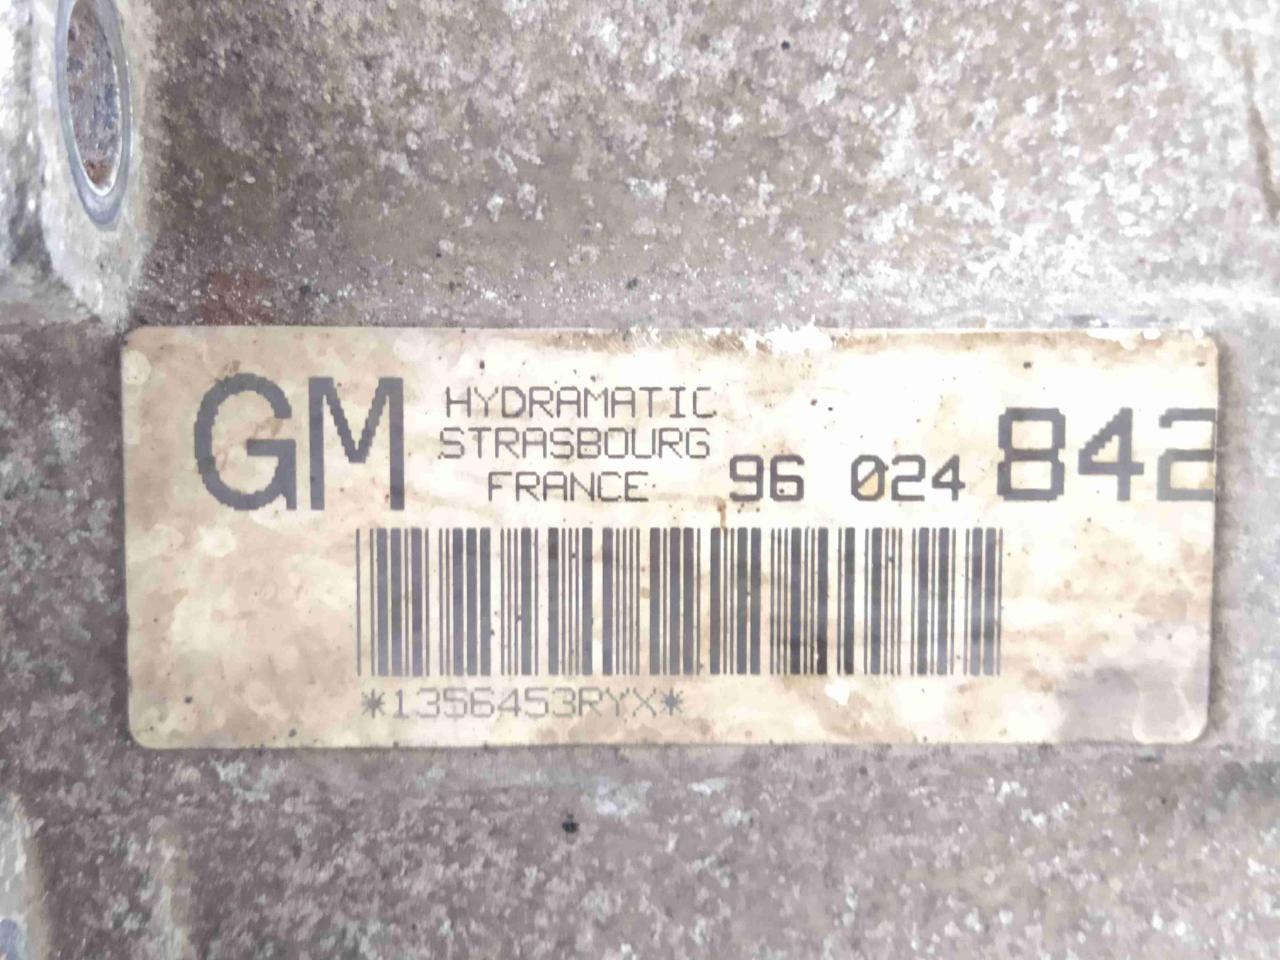 GM
HYDRAMATIC
STRASBOURG
FRANCE 96 024 842
*1356453RYX*